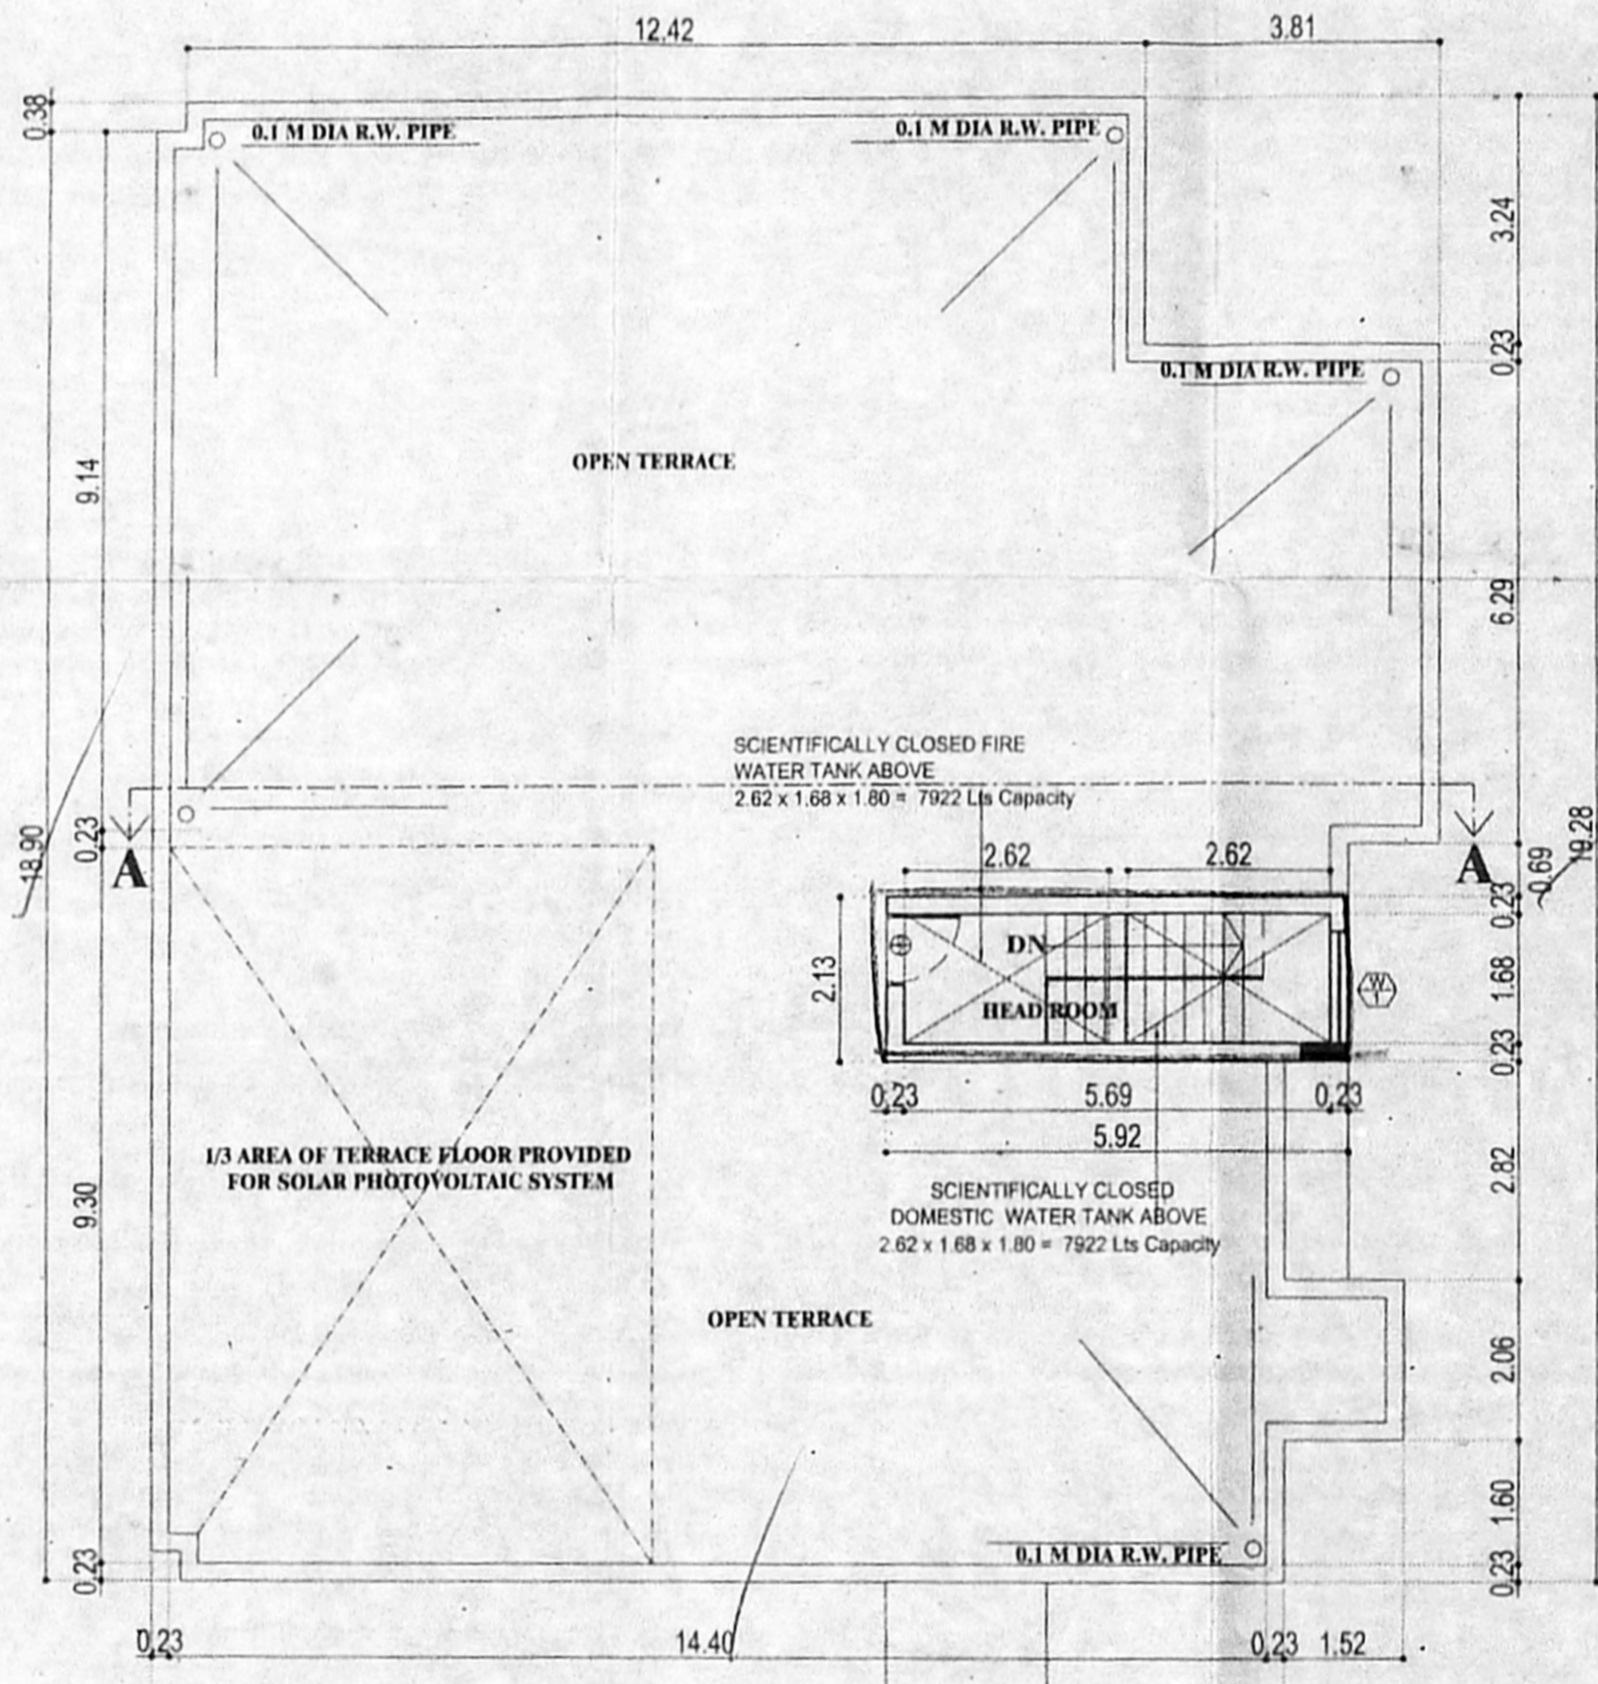 12.42
3.81
0.38
0.1 M DIA R.W. PIPE
0.1 M DIA R.W. PIPE
3.24
0.23
0.1 M DIA R.W. PIPE
OPEN TERRACE
9.14
6.29
SCIENTIFICALLY CLOSED FIRE
WATER TANK ABOVE
2.62 x 1.68 x 1.80 = 7922 Lts Capacity
18.90
0.23
A
A
0.69
19.28
2.62
2.62
0.23
2.13
DN
HEAD ROOM
W
1.68
0.23
0.23
5.69
0.23
5.92
2.82
1/3 AREA OF TERRACE FLOOR PROVIDED
FOR SOLAR PHOTOVOLTAIC SYSTEM
9.30
SCIENTIFICALLY CLOSED
DOMESTIC WATER TANK ABOVE
2.62 x 1.68 x 1.80 = 7922 Lts Capacity
OPEN TERRACE
2.06
1.60
0.1 M DIA R.W. PIPE
0.23
0.23
0.23
14.40
0.23
1.52